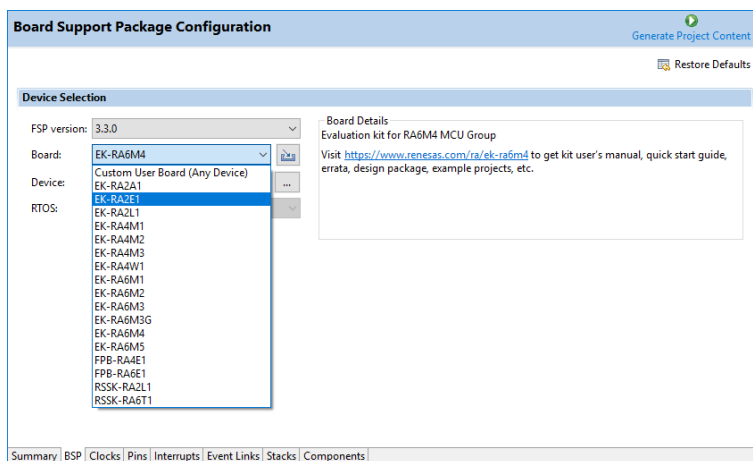 Board Support Package Configuration
Generate Project Content
Restore Defaults
Device Selection
FSP version: 3.3.0
Board: EK-RA6M4
Device: ...
RTOS:
Custom User Board (Any Device)
EK-RA2A1
EK-RA2E1
EK-RA2L1
EK-RA4M1
EK-RA4M2
EK-RA4M3
EK-RA4W1
EK-RA6M1
EK-RA6M2
EK-RA6M3
EK-RA6M3G
EK-RA6M4
EK-RA6M5
FPB-RA4E1
FPB-RA6E1
RSSK-RA2L1
RSSK-RA6T1
Board Details
Evaluation kit for RA6M4 MCU Group
Visit https://www.renesas.com/ra/ek-ra6m4 to get kit user's manual, quick start guide,
errata, design package, example projects, etc.
Summary BSP Clocks Pins Interrupts Event Links Stacks Components